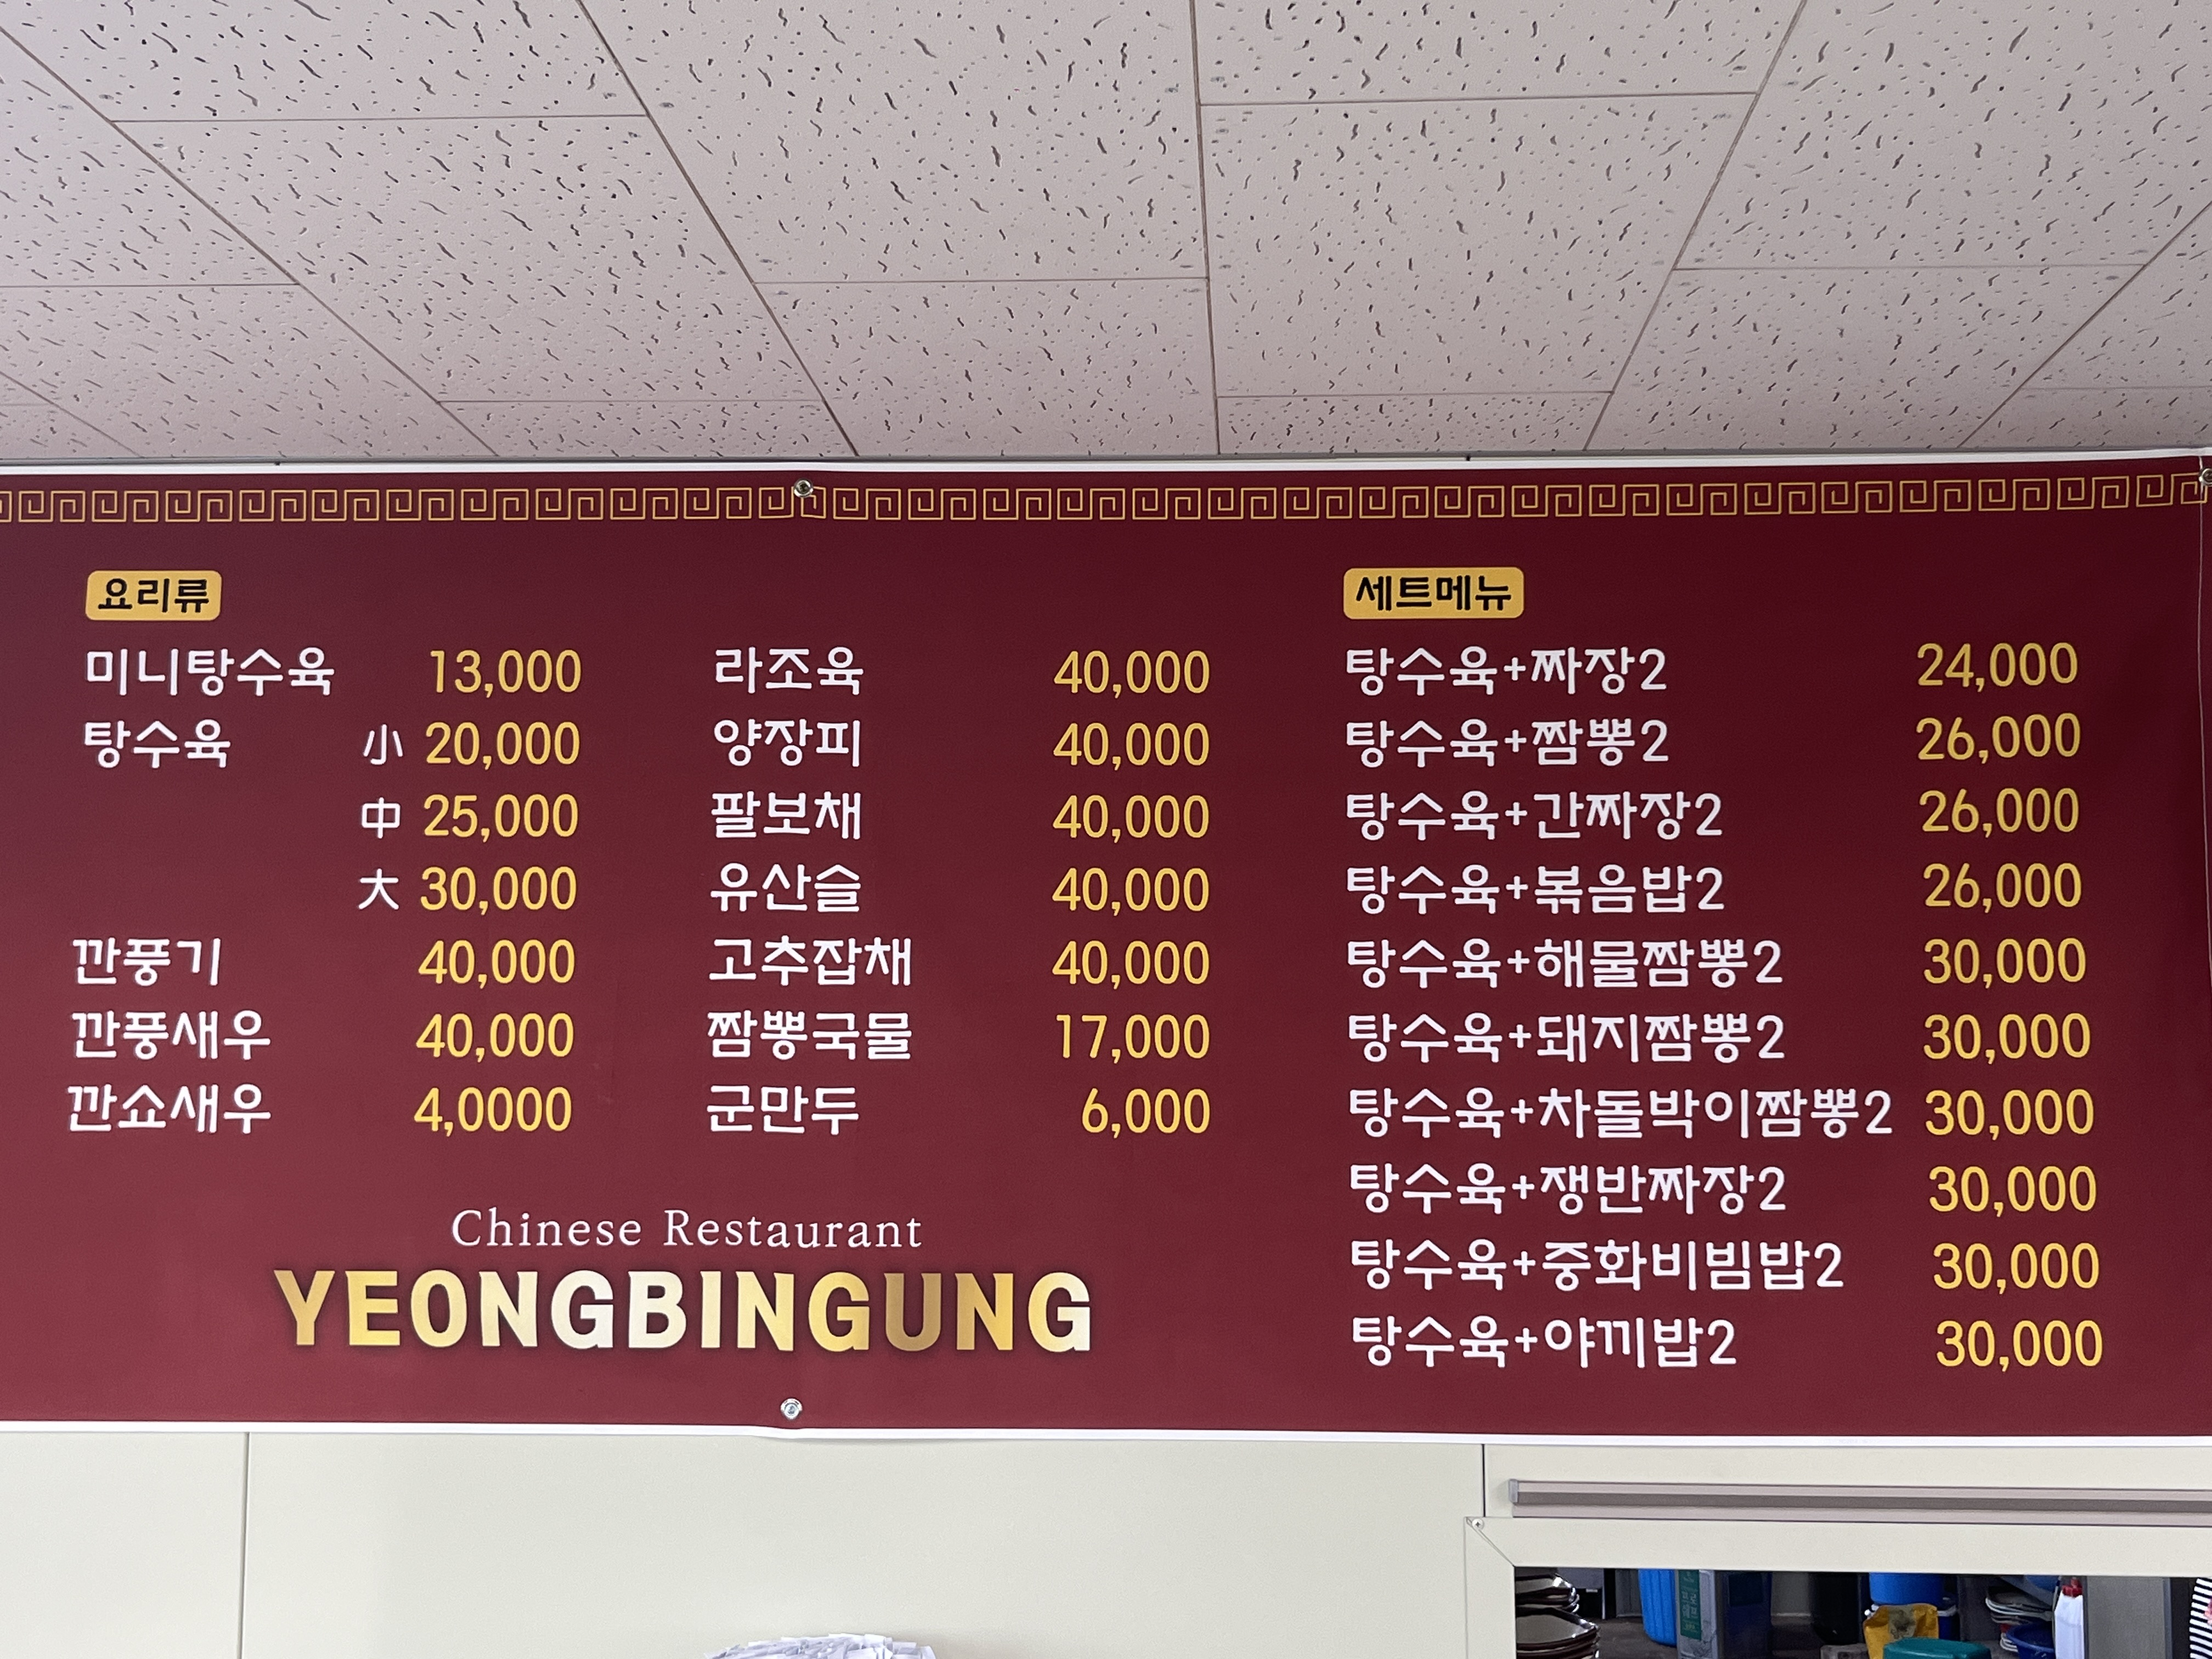 요리류
미니탕수육 13,000
탕수육 小 20,000
中 25,000
大 30,000
깐풍기 40,000
깐풍새우 40,000
깐쇼새우 4,0000
라조육 40,000
양장피 40,000
팔보채 40,000
유산슬 40,000
고추잡채 40,000
짬뽕국물 17,000
군만두 6,000
Chinese Restaurant
YEONGBINGUNG
세트메뉴
탕수육+짜장2 24,000
탕수육+짬뽕2 26,000
탕수육+간짜장2 26,000
탕수육+볶음밥2 26,000
탕수육+해물짬뽕2 30,000
탕수육+돼지짬뽕2 30,000
탕수육+차돌박이짬뽕2 30,000
탕수육+쟁반짜장2 30,000
탕수육+중화비빔밥2 30,000
탕수육+야끼밥2 30,000